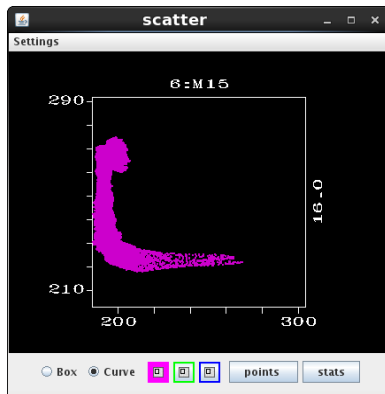 scatter
Settings
6:M15
290
16.0
210
200 300
Box Curve points stats